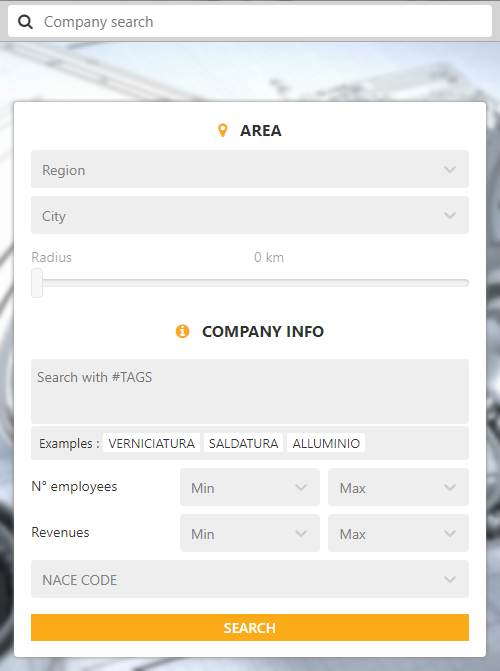 Company search
AREA
Region
City
Radius 0 km
COMPANY INFO
Search with #TAGS
Examples : VERNICIATURA SALDATURA ALLUMINIO
N° employees Min Max
Revenues Min Max
NACE CODE
SEARCH